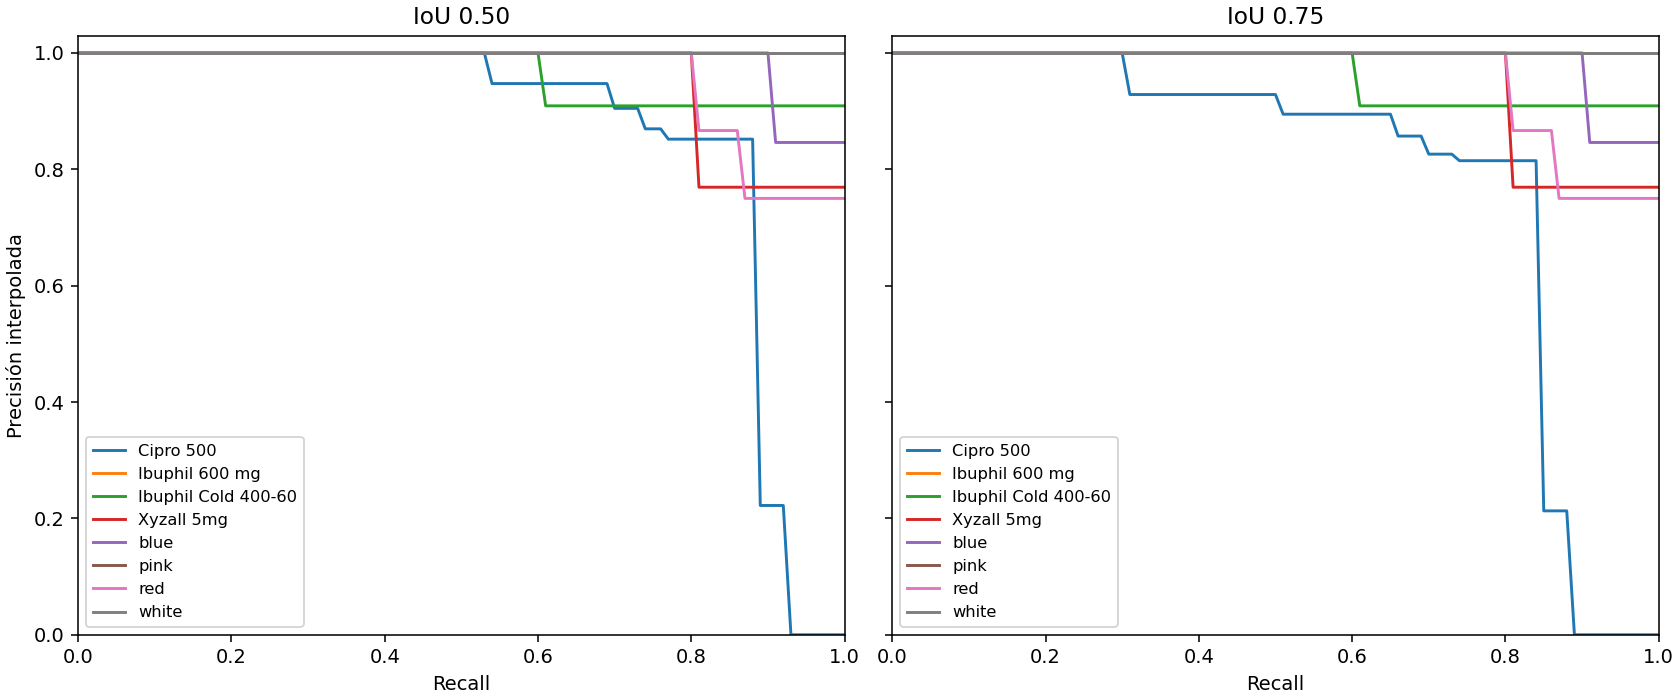 IoU 0.50
IoU 0.75
Precisión interpolada
1.0
0.8
0.6
0.4
0.2
0.0
Cipro 500
Ibuphil 600 mg
Ibuphil Cold 400-60
Xyzall 5mg
blue
pink
red
white
0.0 0.2 0.4 0.6 0.8 1.0
Recall
Cipro 500
Ibuphil 600 mg
Ibuphil Cold 400-60
Xyzall 5mg
blue
pink
red
white
0.0 0.2 0.4 0.6 0.8 1.0
Recall